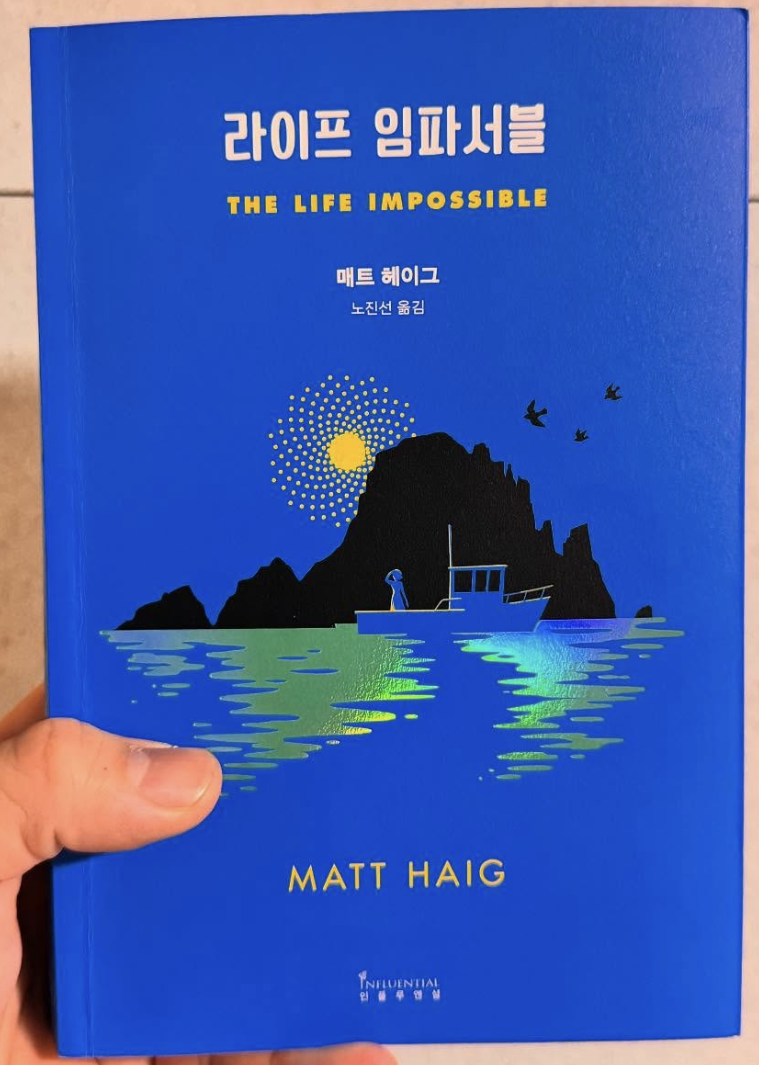 라이프 임파서블
THE LIFE IMPOSSIBLE
매트 헤이그
노진선 옮김
MATT HAIG
INFLUENTIAL
인플루엔셜